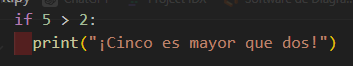 if 5 > 2:
  print("¡Cinco es mayor que dos!")